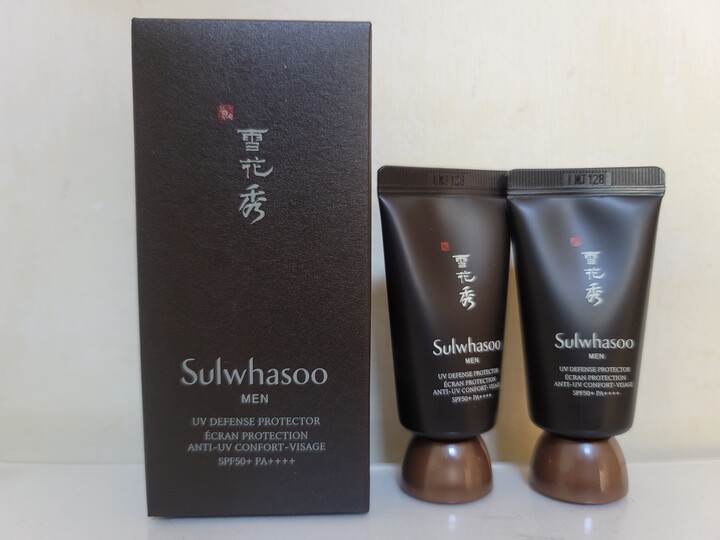 雪花秀
Sulwhasoo
MEN
UV DEFENSE PROTECTOR
ÉCRAN PROTECTION
ANTI-UV CONFORT-VISAGE
SPF50+ PA++++
雪花秀
Sulwhasoo
MEN
UV DEFENSE PROTECTOR
ÉCRAN PROTECTION
ANTI-UV CONFORT-VISAGE
SPF50+ PA++++
128
雪花秀
Sulwhasoo
MEN
UV DEFENSE PROTECTOR
ÉCRAN PROTECTION
ANTI-UV CONFORT-VISAGE
SPF50+ PA++++